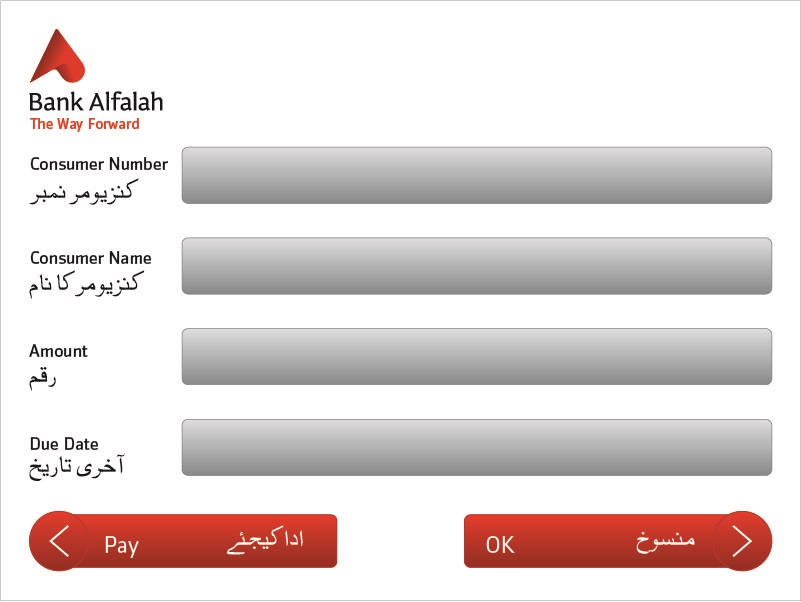 Bank Alfalah
The Way Forward
Consumer Number
کنزیومر نمبر
Consumer Name
کنزیومر کا نام
Amount
رقم
Due Date
آخری تاریخ
Pay
ادا کیجئے
OK
منسوخ